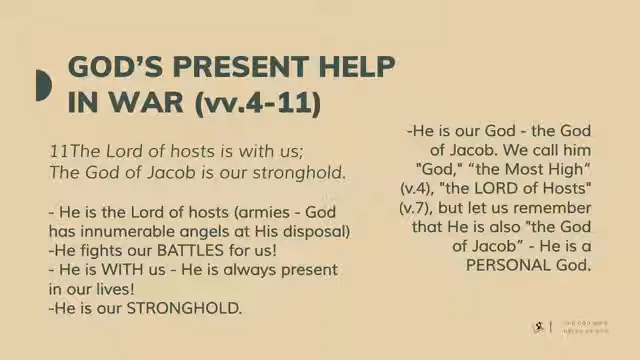 GOD’S PRESENT HELP
IN WAR (vv.4-11)
11The Lord of hosts is with us;
The God of Jacob is our stronghold.
- He is the Lord of hosts (armies - God
has innumerable angels at His disposal)
-He fights our BATTLES for us!
- He is WITH us - He is always present
in our lives!
-He is our STRONGHOLD.
-He is our God - the God
of Jacob. We call him
"God," “the Most High”
(v.4), "the LORD of Hosts"
(v.7), but let us remember
that He is also "the God
of Jacob” - He is a
PERSONAL God.